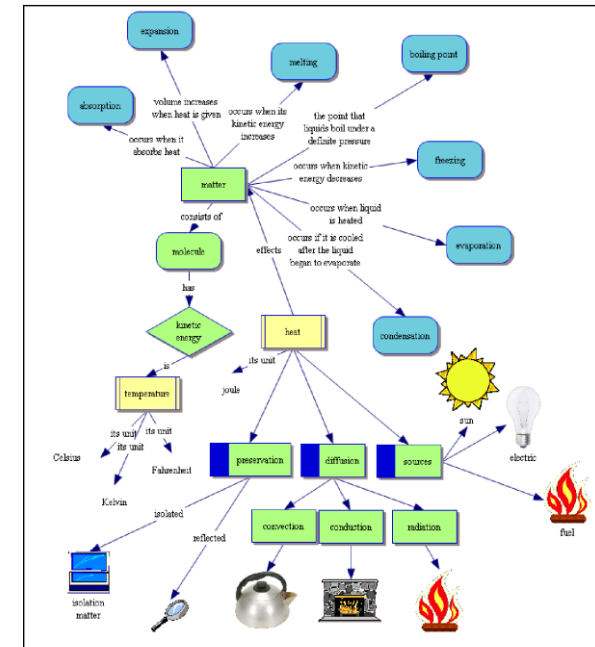 expansion
melting
boiling point
absorption
volume increases
when heat is given
occurs when its
kinetic energy
increases
the point that
liquids boil under a
definite pressure
occurs when it
absorbs heat
occurs when kinetic
energy decreases
freezing
matter
consists of
occurs when liquid
is heated
molecule
effects
occurs if it is cooled
after the liquid
began to evaporate
evaporation
has
kinetic
energy
heat
condensation
is
its unit
joule
temperature
sun
electric
its unit
its unit
Celsius
Fahrenheit
Kelvin
preservation
diffusion
sources
isolated
reflected
convection
conduction
radiation
fuel
isolation
matter